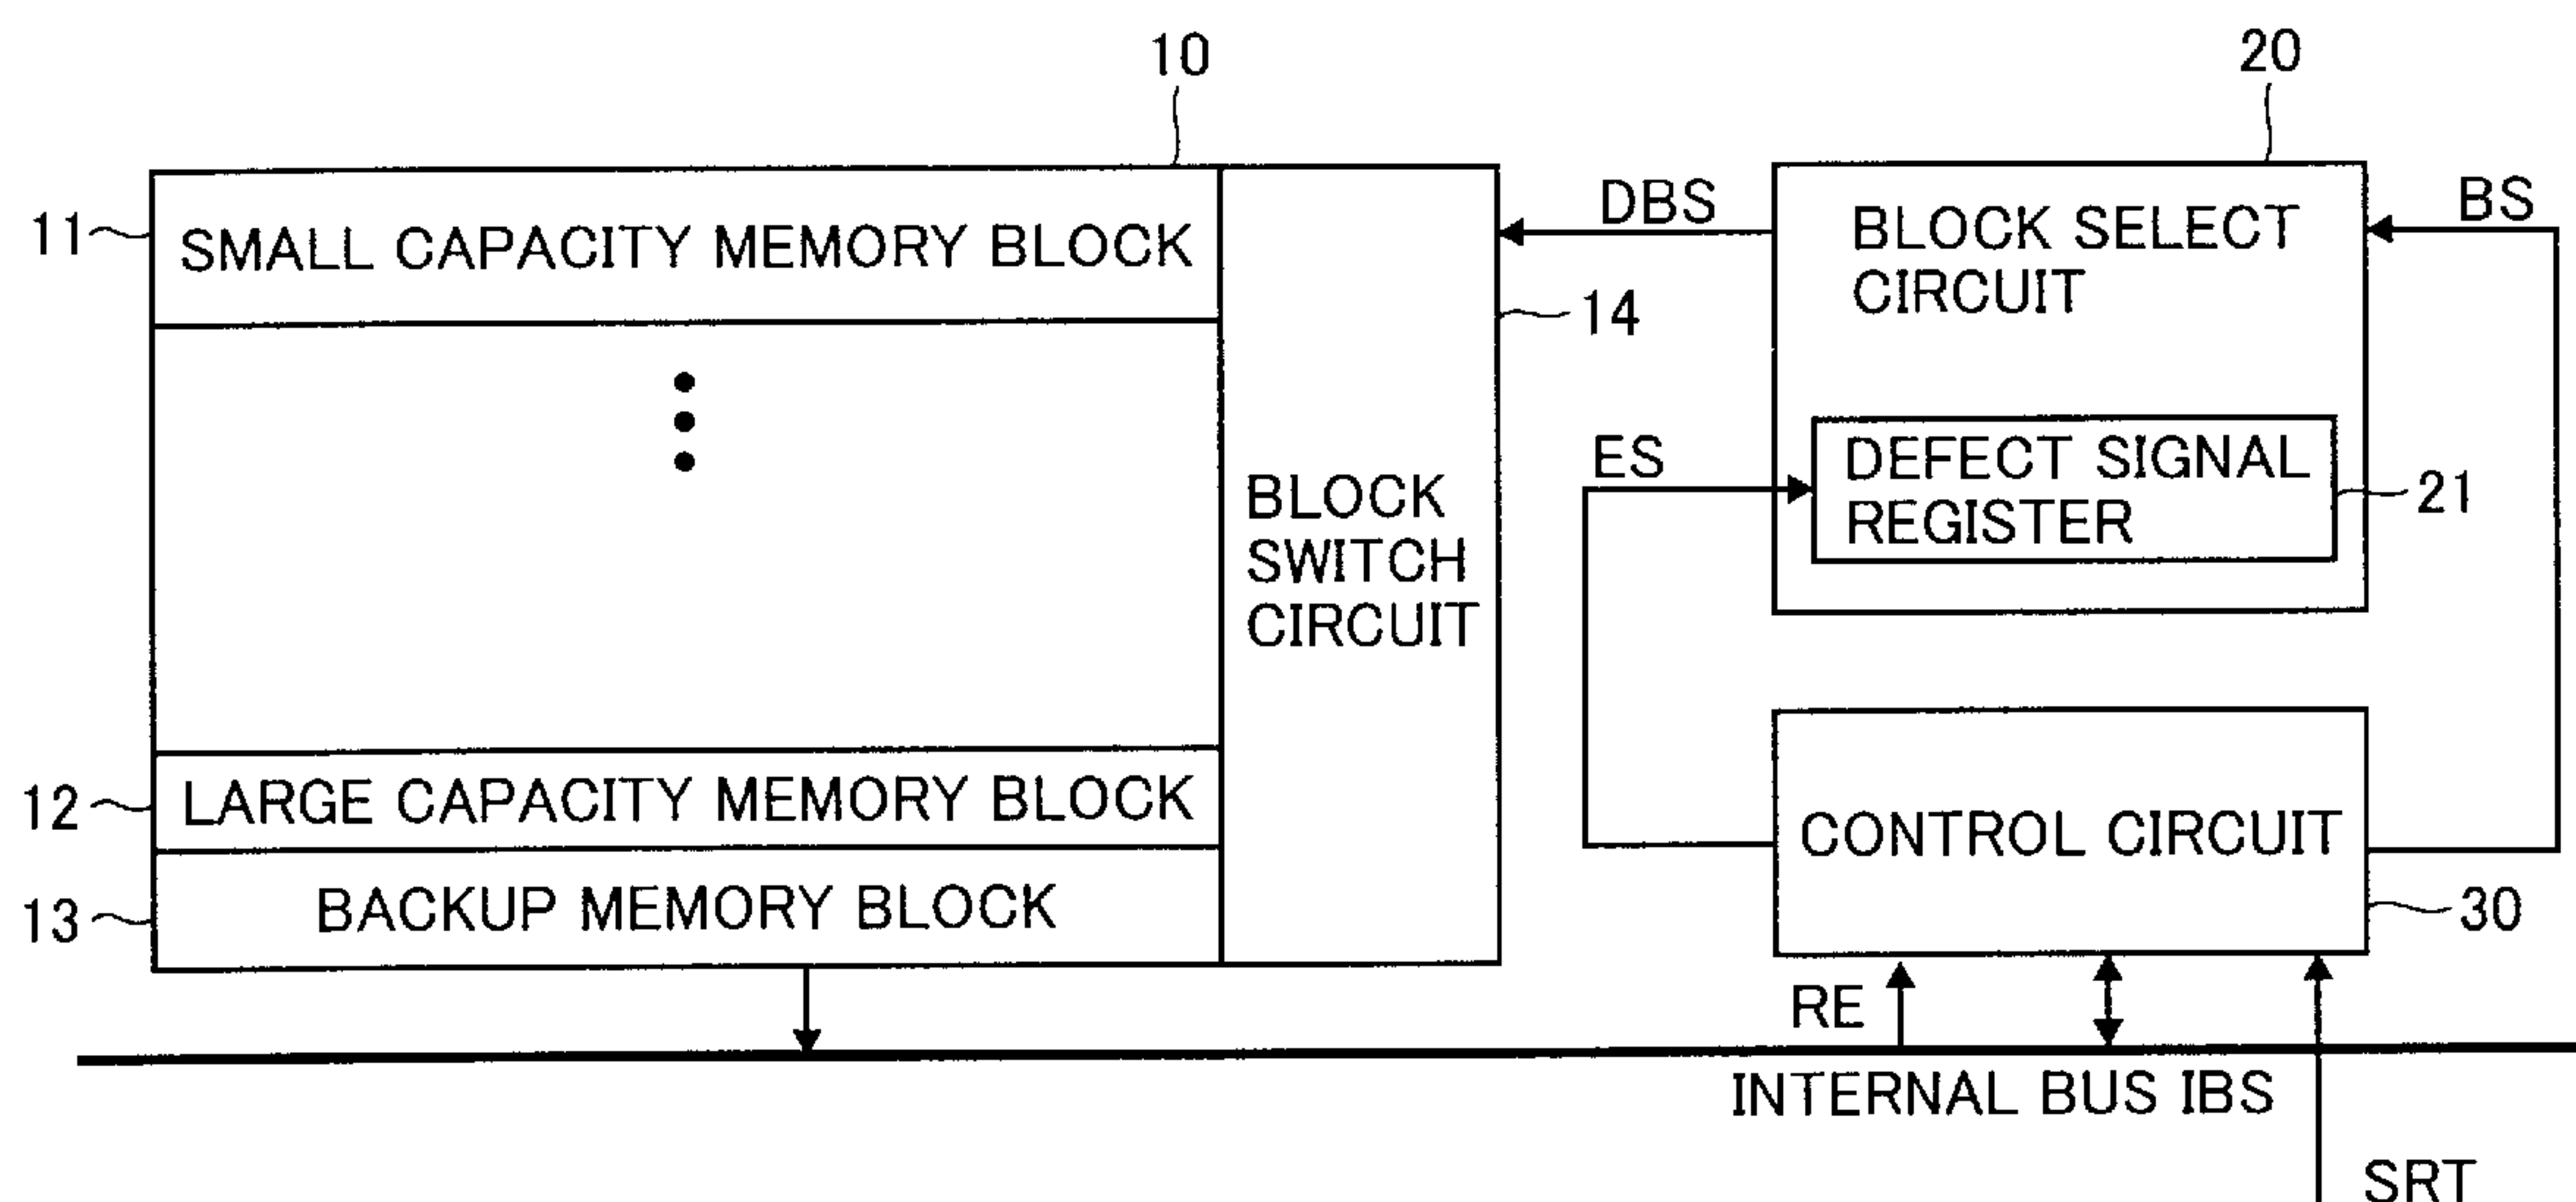 10
20
11
SMALL CAPACITY MEMORY BLOCK
DBS
BLOCK SELECT
CIRCUIT
BS
14
ES
DEFECT SIGNAL
REGISTER
21
BLOCK
SWITCH
CIRCUIT
12
LARGE CAPACITY MEMORY BLOCK
CONTROL CIRCUIT
13
BACKUP MEMORY BLOCK
30
RE
INTERNAL BUS IBS
SRT